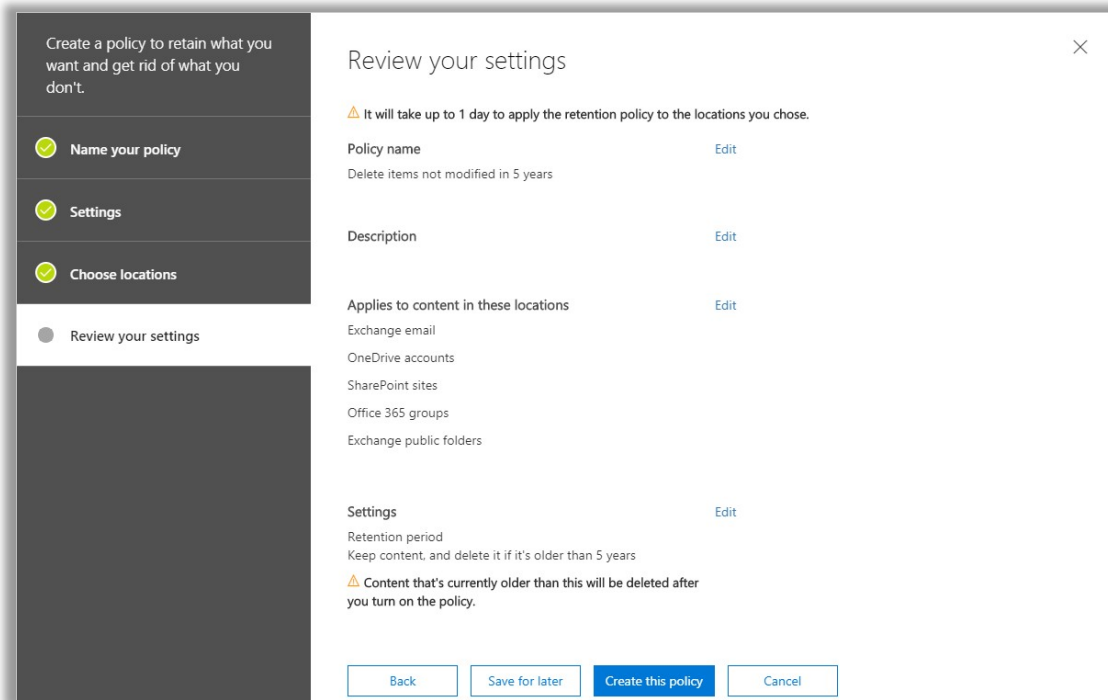 Create a policy to retain what you
want and get rid of what you
don't.
Name your policy
Settings
Choose locations
Review your settings
Review your settings
It will take up to 1 day to apply the retention policy to the locations you chose.
Policy name Edit
Delete items not modified in 5 years
Description Edit
Applies to content in these locations Edit
Exchange email
OneDrive accounts
SharePoint sites
Office 365 groups
Exchange public folders
Settings Edit
Retention period
Keep content, and delete it if it's older than 5 years
Content that's currently older than this will be deleted after
you turn on the policy.
Back Save for later Create this policy Cancel